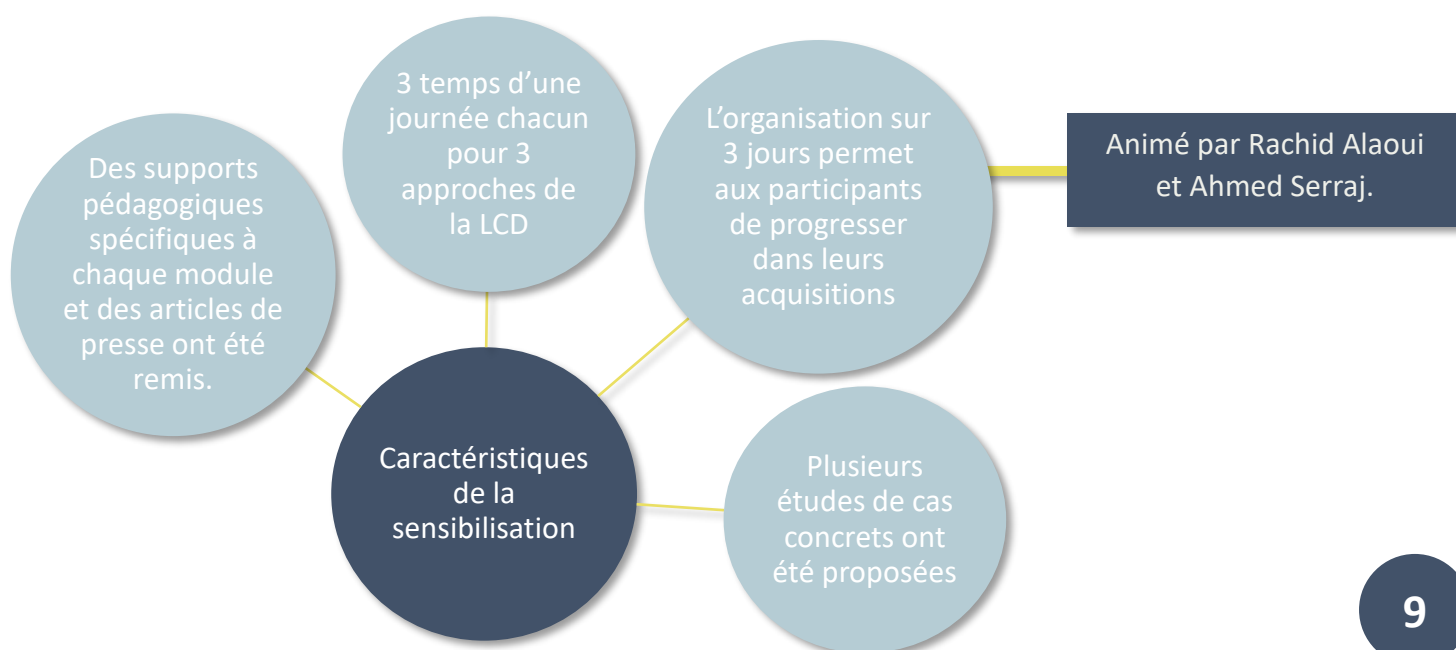 Des supports
pédagogiques
spécifiques à
chaque module
et des articles de
presse ont été
remis.
3 temps d’une
journée chacun
pour 3
approches de
la LCD
L’organisation sur
3 jours permet
aux participants
de progresser
dans leurs
acquisitions
Animé par Rachid Alaoui
et Ahmed Serraj.
Caractéristiques
de la
sensibilisation
Plusieurs
études de cas
concrets ont
été proposées
9